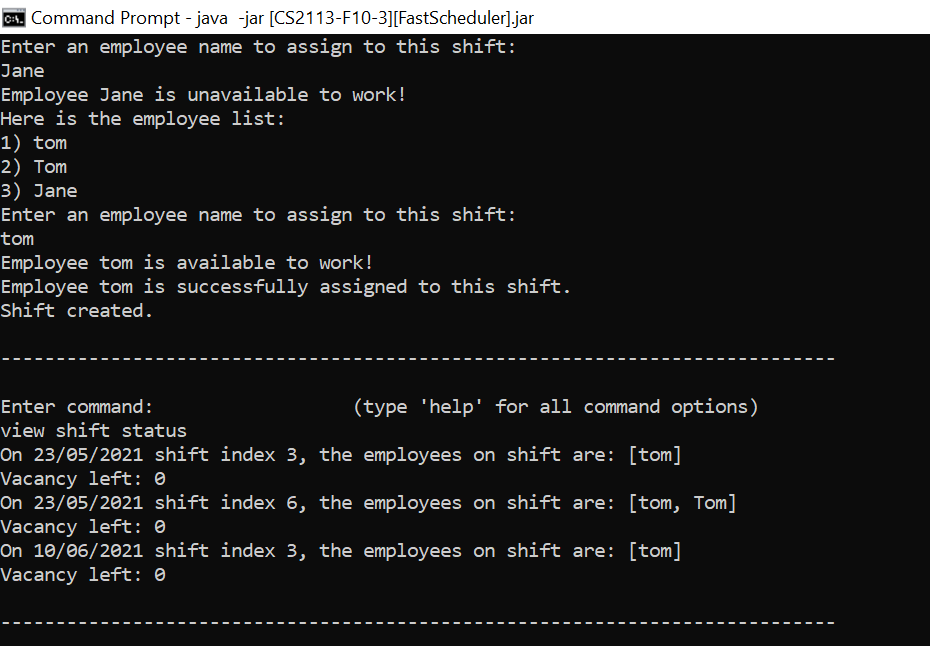 Command Prompt - java  -jar [CS2113-F10-3][FastScheduler].jar
Enter an employee name to assign to this shift:
Jane
Employee Jane is unavailable to work!
Here is the employee list:
1) tom
2) Tom
3) Jane
Enter an employee name to assign to this shift:
tom
Employee tom is available to work!
Employee tom is successfully assigned to this shift.
Shift created.
----------------------------------------------------------------------------
Enter command:                  (type 'help' for all command options)
view shift status
On 23/05/2021 shift index 3, the employees on shift are: [tom]
Vacancy left: 0
On 23/05/2021 shift index 6, the employees on shift are: [tom, Tom]
Vacancy left: 0
On 10/06/2021 shift index 3, the employees on shift are: [tom]
Vacancy left: 0
----------------------------------------------------------------------------